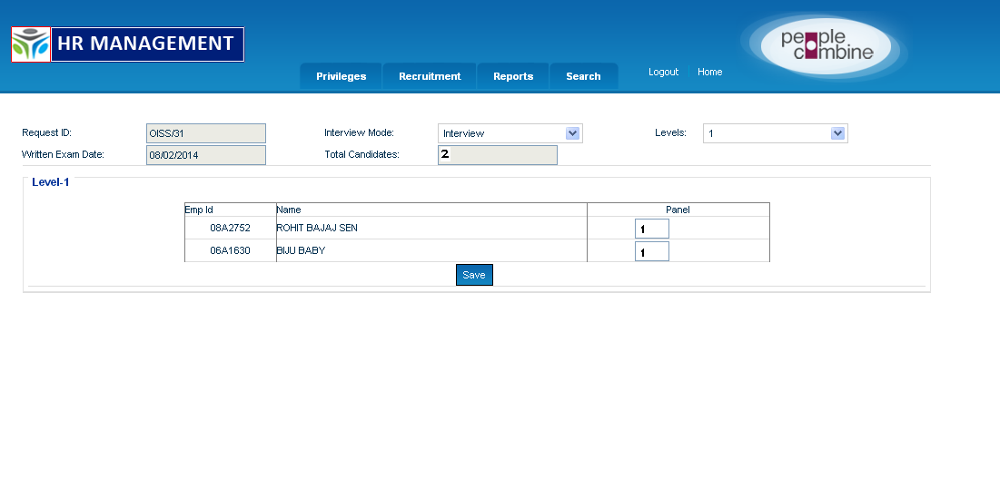 HR MANAGEMENT
people combine
Privileges Recruitment Reports Search Logout Home
Request ID: OISS/31 Interview Mode: Interview Levels: 1
Written Exam Date: 08/02/2014 Total Candidates: 2
Level-1
Emp Id Name Panel
08A2752 ROHIT BAJAJ SEN 1
06A1630 BIJU BABY 1
Save